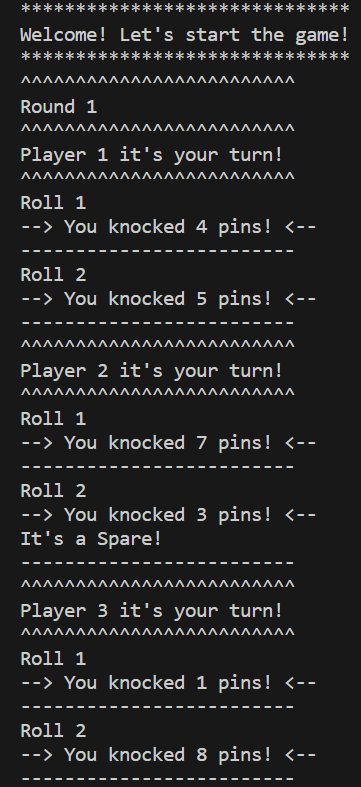 ******************************
Welcome! Let's start the game!
******************************
^^^^^^^^^^^^^^^^^^^^^^^^^
Round 1
^^^^^^^^^^^^^^^^^^^^^^^^^
Player 1 it's your turn!
^^^^^^^^^^^^^^^^^^^^^^^^^
Roll 1
--> You knocked 4 pins! <--
-------------------------
Roll 2
--> You knocked 5 pins! <--
-------------------------
^^^^^^^^^^^^^^^^^^^^^^^^^
Player 2 it's your turn!
^^^^^^^^^^^^^^^^^^^^^^^^^
Roll 1
--> You knocked 7 pins! <--
-------------------------
Roll 2
--> You knocked 3 pins! <--
It's a Spare!
-------------------------
^^^^^^^^^^^^^^^^^^^^^^^^^
Player 3 it's your turn!
^^^^^^^^^^^^^^^^^^^^^^^^^
Roll 1
--> You knocked 1 pins! <--
-------------------------
Roll 2
--> You knocked 8 pins! <--
-------------------------